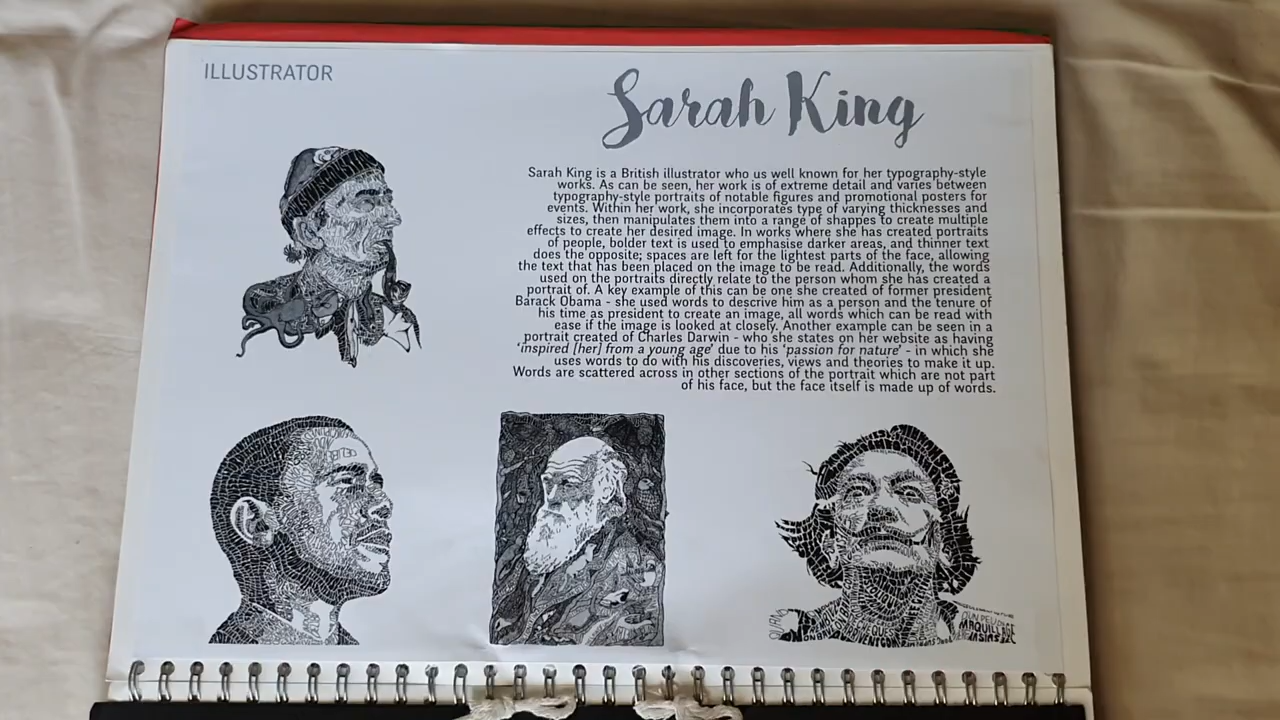 ILLUSTRATOR
Sarah King
Sarah King is a British illustrator who us well known for her typography-style
works. As can be seen, her work is of extreme detail and varies between
typography-style portraits of notable figures and promotional posters for
events. Within her work, she incorporates type of varying thicknesses and
sizes, then manipulates them into a range of shappes to create multiple
effects to create her desired image. In works where she has created portraits
of people, bolder text is used to emphasise darker areas, and thinner text
does the opposite; spaces are left for the lightest parts of the face, allowing
the text that has been placed on the image to be read. Additionally, the words
used on the portraits directly relate to the person whom she has created a
portrait of. A key example of this can be one she created of former president
Barack Obama - she used words to descrive him as a person and the tenure of
his time as president to create an image, all words which can be read with
ease if the image is looked at closely. Another example can be seen in a
portrait created of Charles Darwin - who she states on her website as having
'inspired [her] from a young age' due to his 'passion for nature' - in which she
uses words to do with his discoveries, views and theories to make it up.
Words are scattered across in other sections of the portrait which are not part
of his face, but the face itself is made up of words.